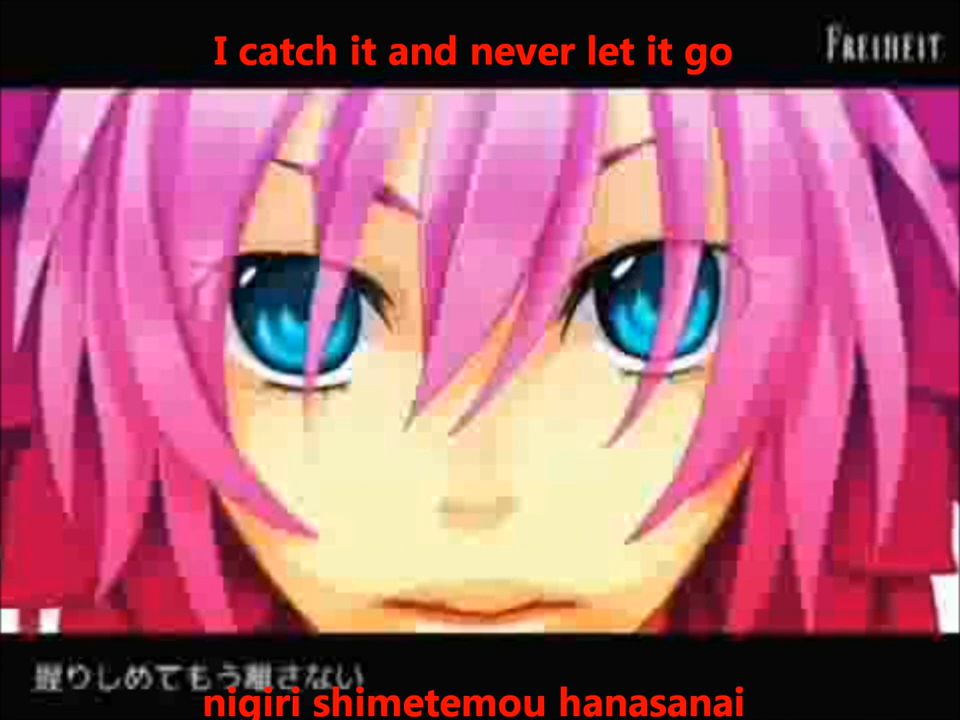 I catch it and never let it go
FREIHEIT
握りしめてもう離さない
nigiri shimetemou hanasanai